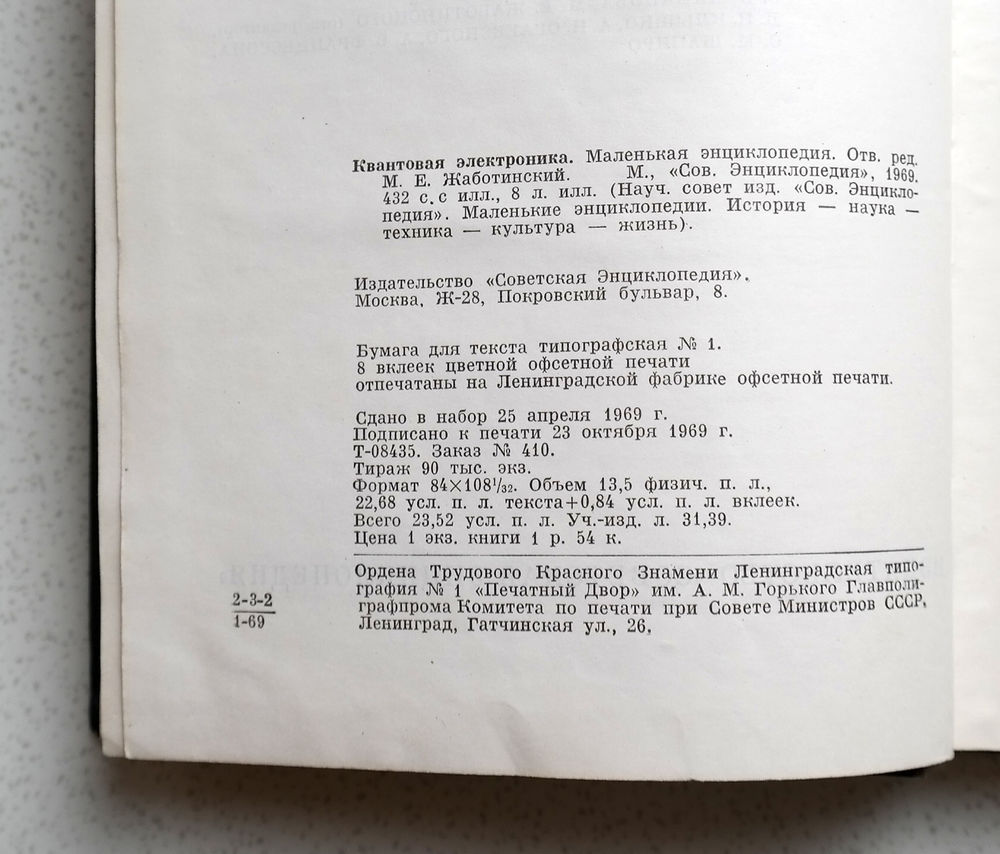 Квантовая электроника. Маленькая энциклопедия. Отв. ред.
М. Е. Жаботинский. М., «Сов. Энциклопедия», 1969.
432 с. с илл., 8 л. илл. (Науч. совет изд. «Сов. Энцикло-
педия». Маленькие энциклопедии. История — наука —
техника — культура — жизнь).
Издательство «Советская Энциклопедия».
Москва, Ж-28, Покровский бульвар, 8.
Бумага для текста типографская № 1.
8 вклеек цветной офсетной печати
отпечатаны на Ленинградской фабрике офсетной печати.
Сдано в набор 25 апреля 1969 г.
Подписано к печати 23 октября 1969 г.
Т-08435. Заказ № 410.
Тираж 90 тыс. экз.
Формат 84×108¹/₃₂. Объем 13,5 физич. п. л.,
22,68 усл. п. л. текста+0,84 усл. п. л. вклеек.
Всего 23,52 усл. п. л. Уч.-изд. л. 31,39.
Цена 1 экз. книги 1 р. 54 к.
Ордена Трудового Красного Знамени Ленинградская типо-
графия № 1 «Печатный Двор» им. А. М. Горького Главполи-
графпрома Комитета по печати при Совете Министров СССР,
Ленинград, Гатчинская ул., 26.
2-3-2
1-69